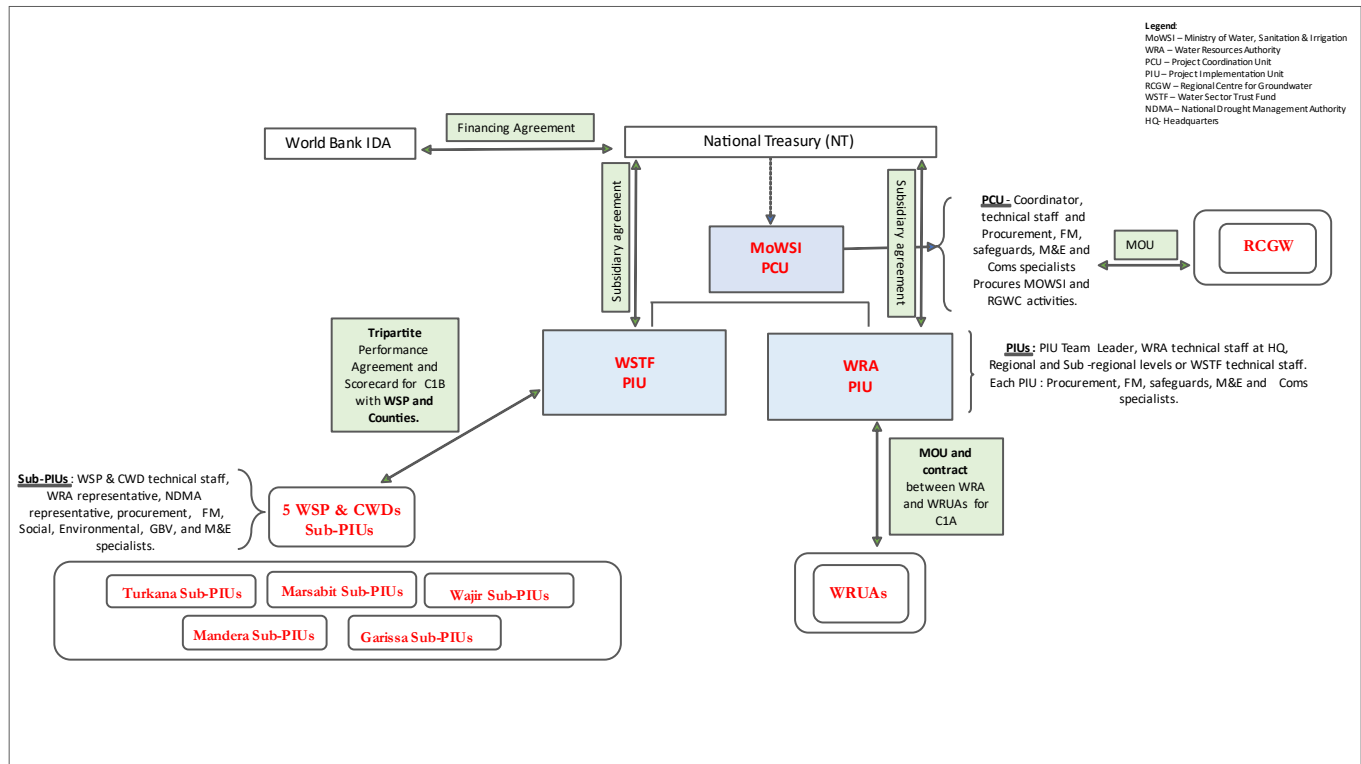 Legend:
MoWSI – Ministry of Water, Sanitation & Irrigation
WRA – Water Resources Authority
PCU – Project Coordination Unit
PIU – Project Implementation Unit
RCGW – Regional Centre for Groundwater
WSTF – Water Sector Trust Fund
NDMA – National Drought Management Authority
HQ- Headquarters
World Bank IDA
Financing Agreement
National Treasury (NT)
Subsidiary agreement
Subsidiary agreement
MoWSI
PCU
PCU - Coordinator,
technical staff and
Procurement, FM,
safeguards, M&E and
Coms specialists
Procures MOWSI and
RGWC activities.
MOU
RCGW
Tripartite
Performance
Agreement and
Scorecard for C1B
with WSP and
Counties.
WSTF
PIU
WRA
PIU
PIUs : PIU Team Leader, WRA technical staff at HQ,
Regional and Sub -regional levels or WSTF technical staff.
Each PIU : Procurement, FM, safeguards, M&E and Coms
specialists.
MOU and
contract
between WRA
and WRUAs for
C1A
Sub-PIUs : WSP & CWD technical staff,
WRA representative, NDMA
representative, procurement, FM,
Social, Environmental, GBV, and M&E
specialists.
5 WSP & CWDs
Sub-PIUs
WRUAs
Turkana Sub-PIUs
Marsabit Sub-PIUs
Wajir Sub-PIUs
Mandera Sub-PIUs
Garissa Sub-PIUs